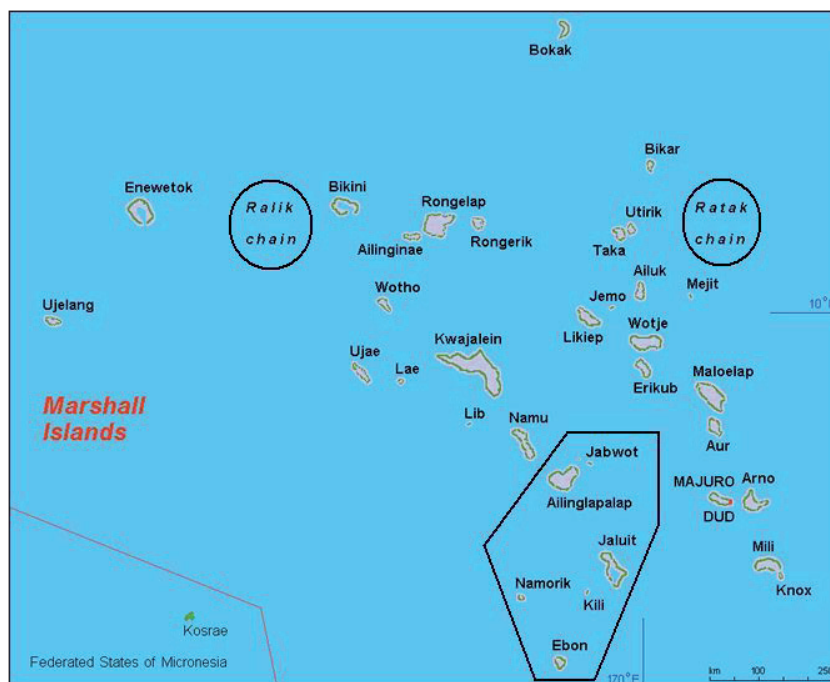 Bokak
Bikar
Enewetok
Ralik
chain
Bikini
Rongelap
Utirik
Ratak
chain
Ailinginae
Rongerik
Taka
Ailuk
Mejit
Wotho
Jemo
Ujelang
10°
Likiep
Wotje
Kwajalein
Ujae
Lae
Erikub
Maloelap
Marshall
Islands
Lib
Namu
Aur
Jabwot
MAJURO
Arno
Ailinglapalap
DUD
Jaluit
Mili
Namorik
Kili
Knox
Kosrae
Ebon
Federated States of Micronesia
170°E
km 100 250